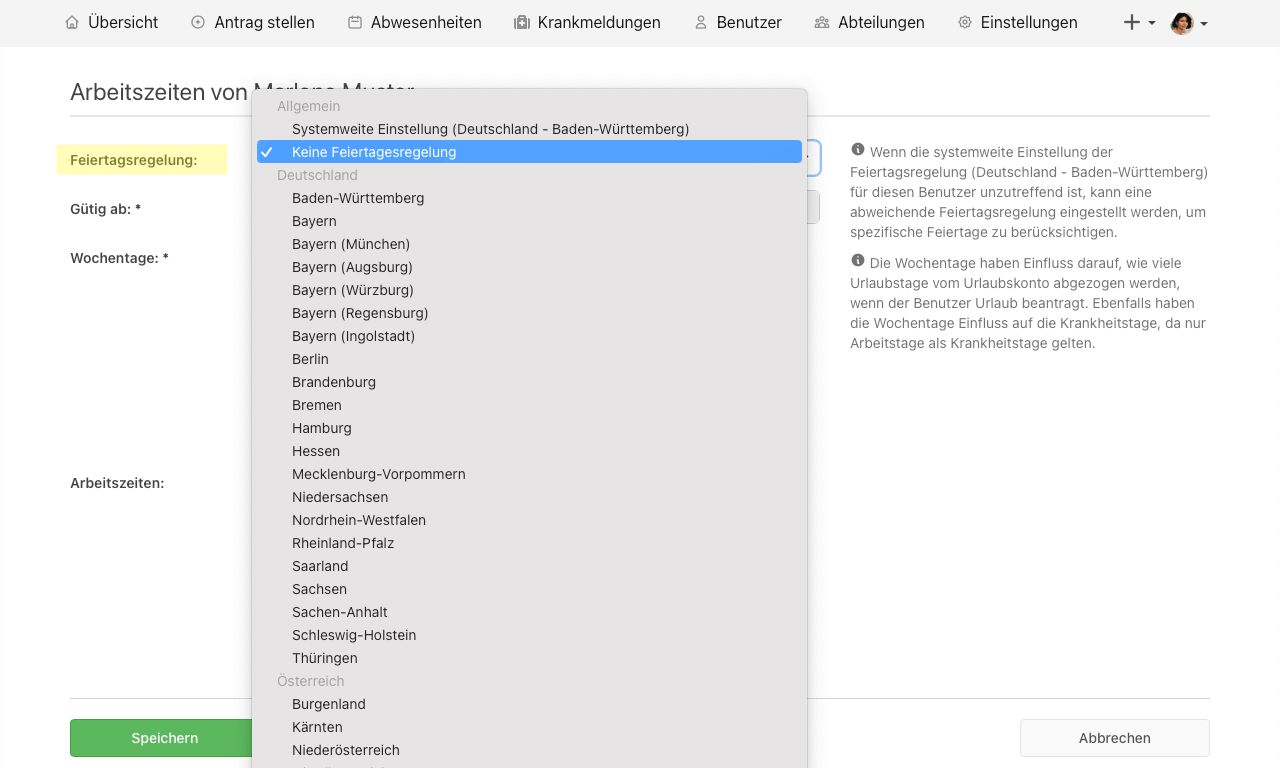 Übersicht Antrag stellen Abwesenheiten Krankmeldungen Benutzer Abteilungen Einstellungen
Arbeitszeiten von Marlene Muster
Feiertagsregelung:
Gütig ab: *
Wochentage: *
Arbeitszeiten:
Allgemein
Systemweite Einstellung (Deutschland - Baden-Württemberg)
Keine Feiertagesregelung
Deutschland
Baden-Württemberg
Bayern
Bayern (München)
Bayern (Augsburg)
Bayern (Würzburg)
Bayern (Regensburg)
Bayern (Ingolstadt)
Berlin
Brandenburg
Bremen
Hamburg
Hessen
Mecklenburg-Vorpommern
Niedersachsen
Nordrhein-Westfalen
Rheinland-Pfalz
Saarland
Sachsen
Sachen-Anhalt
Schleswig-Holstein
Thüringen
Österreich
Burgenland
Kärnten
Niederösterreich
Wenn die systemweite Einstellung der
Feiertagsregelung (Deutschland - Baden-Württemberg)
für diesen Benutzer unzutreffend ist, kann eine
abweichende Feiertagsregelung eingestellt werden, um
spezifische Feiertage zu berücksichtigen.
Die Wochentage haben Einfluss darauf, wie viele
Urlaubstage vom Urlaubskonto abgezogen werden,
wenn der Benutzer Urlaub beantragt. Ebenfalls haben
die Wochentage Einfluss auf die Krankheitstage, da nur
Arbeitstage als Krankheitstage gelten.
Speichern
Abbrechen